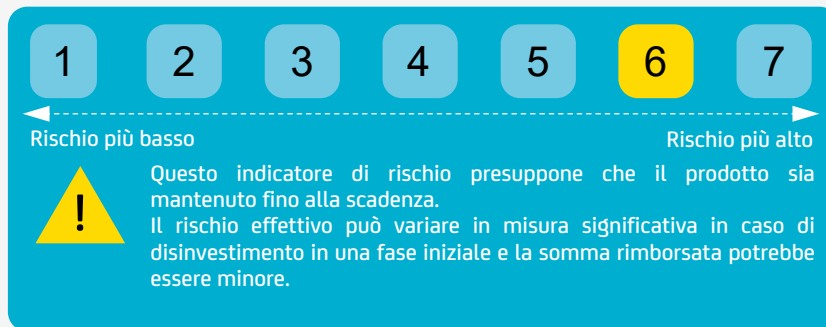 1 2 3 4 5 6 7
Rischio più basso Rischio più alto
!
Questo indicatore di rischio presuppone che il prodotto sia
mantenuto fino alla scadenza.
Il rischio effettivo può variare in misura significativa in caso di
disinvestimento in una fase iniziale e la somma rimborsata potrebbe
essere minore.